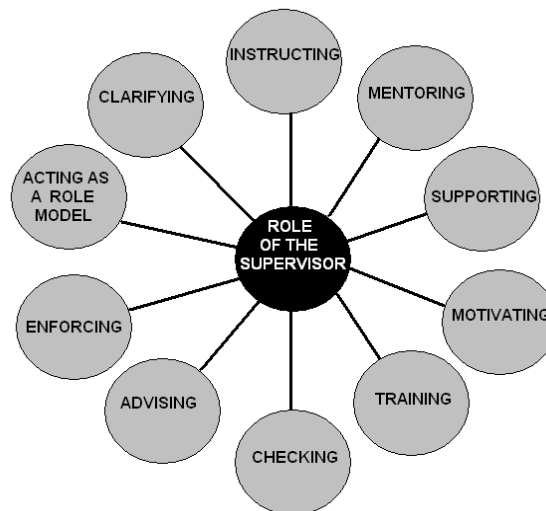 INSTRUCTING
CLARIFYING
MENTORING
ACTING AS
A ROLE
MODEL
SUPPORTING
ROLE
OF THE
SUPERVISOR
ENFORCING
MOTIVATING
ADVISING
TRAINING
CHECKING